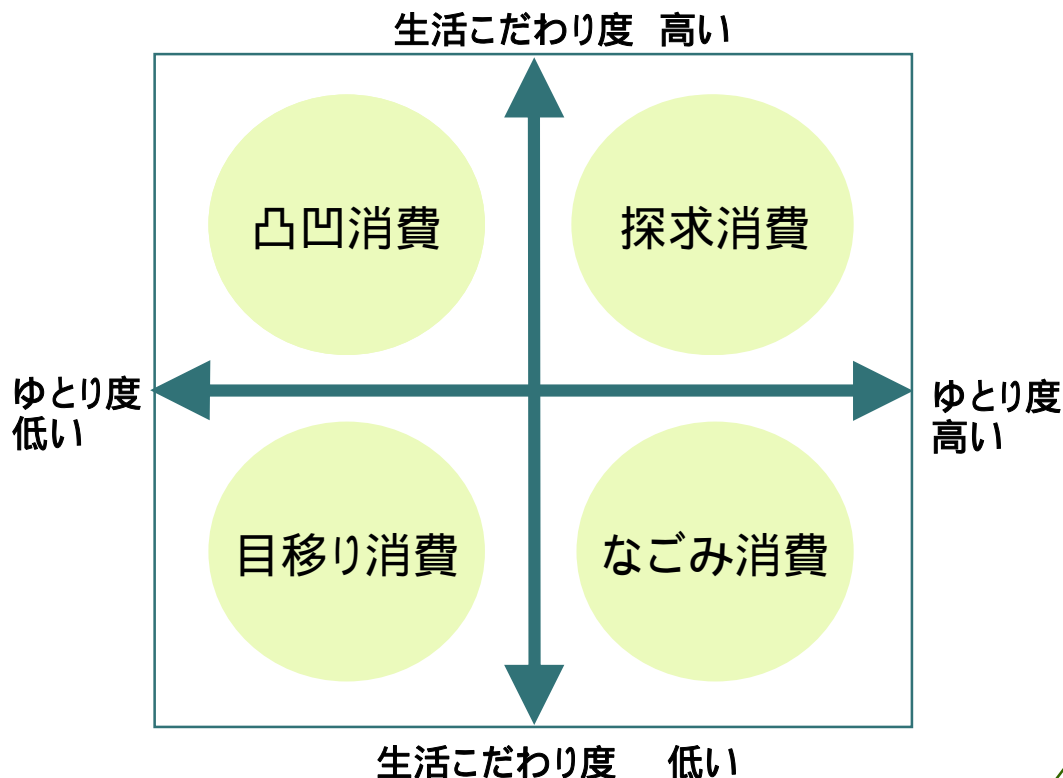 生活こだわり度 高い
凸凹消費
探求消費
ゆとり度
低い
ゆとり度
高い
目移り消費
なごみ消費
生活こだわり度 低い